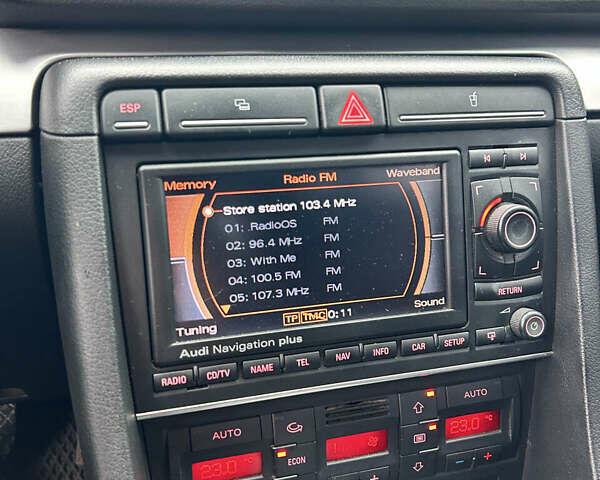 ESP
Memory Radio FM Waveband
Store station 103.4 MHz
01: .RadioOS FM
02: 96.4 MHz FM
03: With Me FM
04: 100.5 FM FM
05: 107.3 MHz FM
Tuning TP TMC 0:11 Sound
RETURN
Audi Navigation plus
RADIO CD/TV NAME TEL NAV INFO CAR SETUP
AUTO AUTO
23.0 °C
ECON
23.0